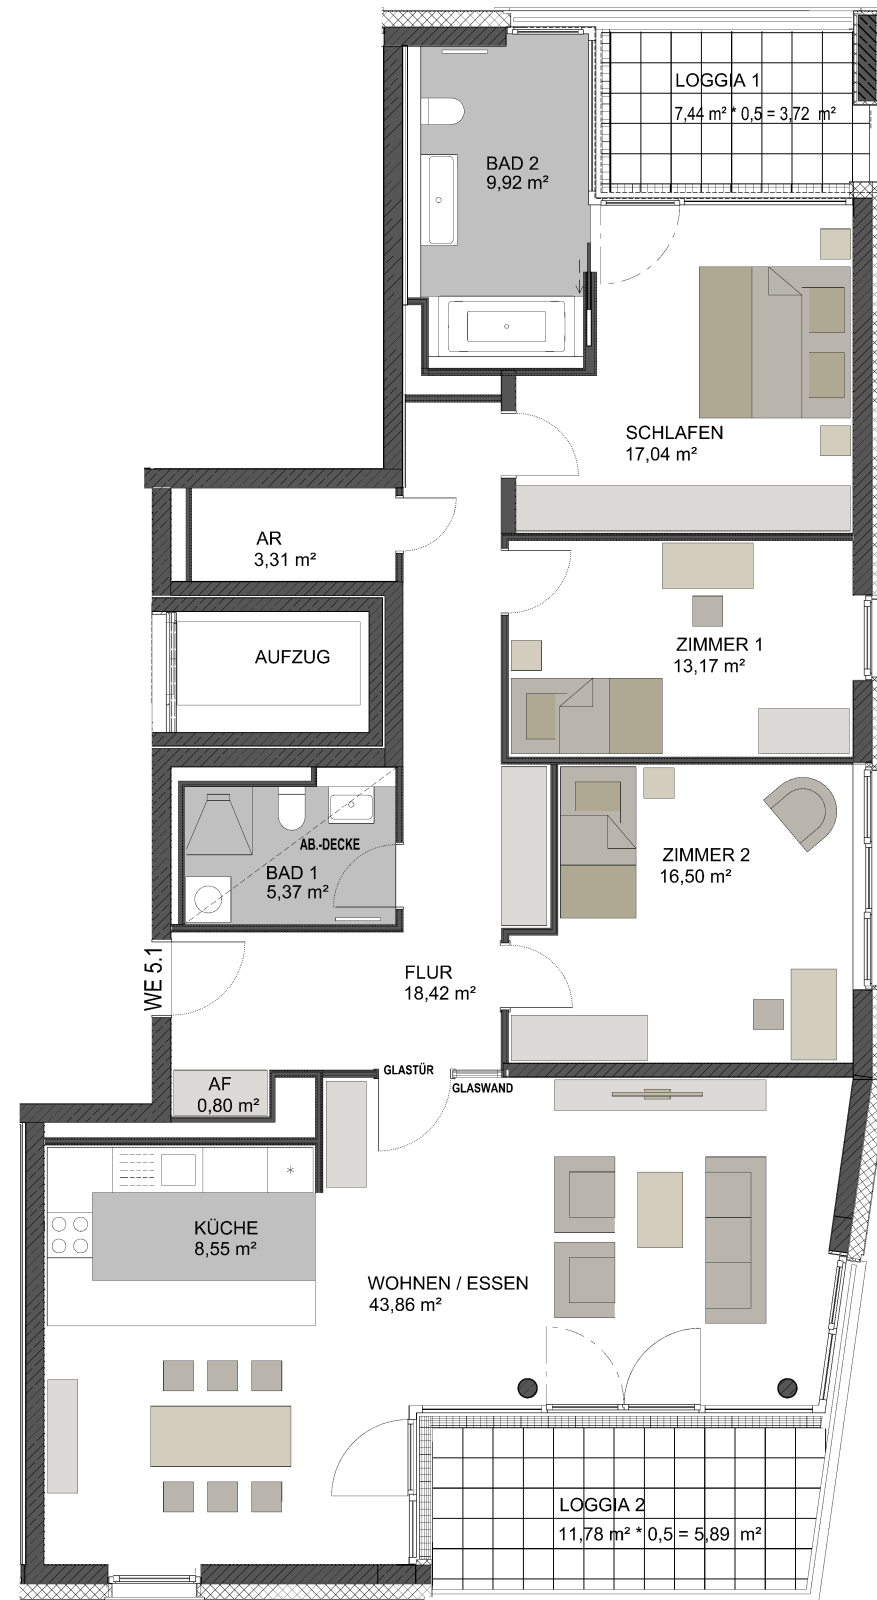 LOGGIA 1
7,44 m² * 0,5 = 3,72 m²
BAD 2
9,92 m²
SCHLAFEN
17,04 m²
AR
3,31 m²
AUFZUG
ZIMMER 1
13,17 m²
AB.-DECKE
BAD 1
5,37 m²
ZIMMER 2
16,50 m²
WE 5.1
FLUR
18,42 m²
GLASTÜR
GLASWAND
AF
0,80 m²
KÜCHE
8,55 m²
WOHNEN / ESSEN
43,86 m²
LOGGIA 2
11,78 m² * 0,5 = 5,89 m²